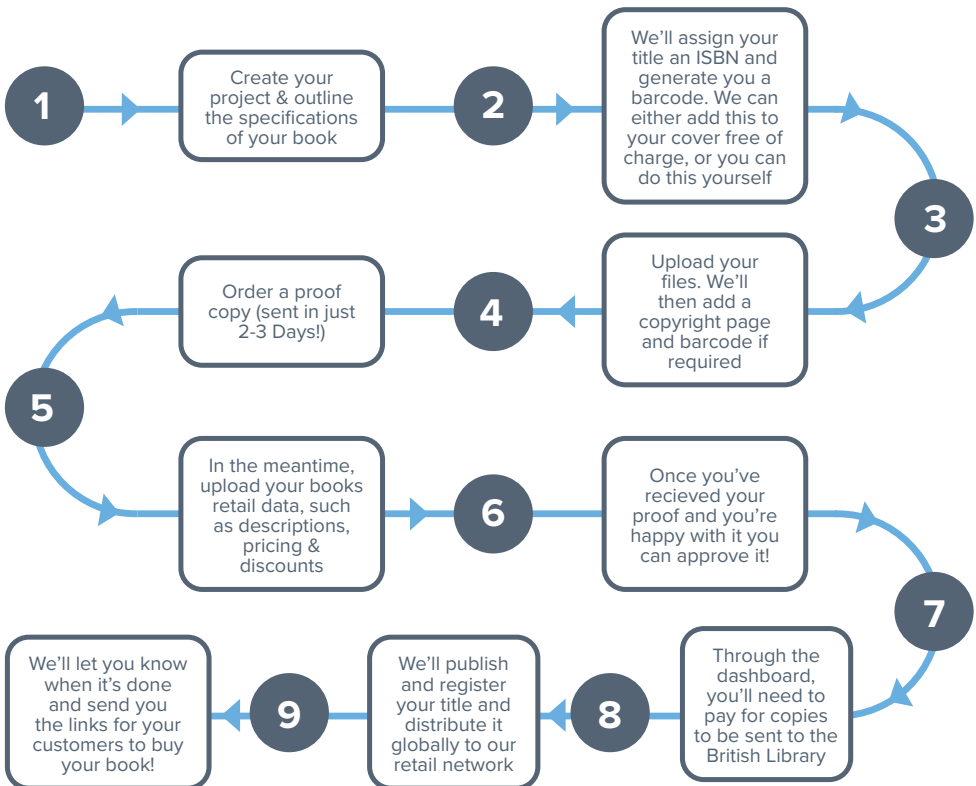 1
Create your
project & outline
the specifications
of your book
2
We'll assign your
title an ISBN and
generate you a
barcode. We can
either add this to
your cover free of
charge, or you can
do this yourself
3
Upload your
files. We'll
then add a
copyright page
and barcode if
required
4
Order a proof
copy (sent in just
2-3 Days!)
5
In the meantime,
upload your books
retail data, such
as descriptions,
pricing &
discounts
6
Once you've
recieved your
proof and you're
happy with it you
can approve it!
7
Through the
dashboard,
you'll need to
pay for copies
to be sent to the
British Library
8
We'll publish
and register
your title and
distribute it
globally to our
retail network
9
We'll let you know
when it's done
and send you
the links for your
customers to buy
your book!